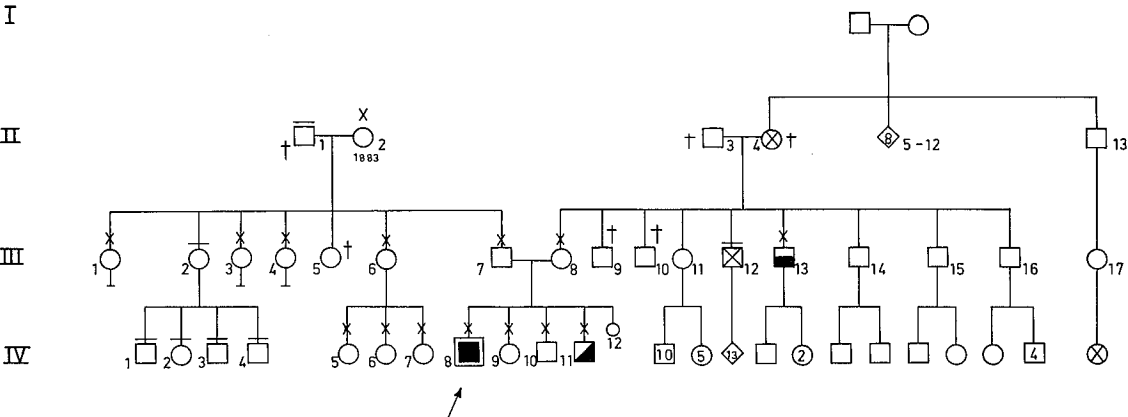 I
II
† 1 2 † 3 4 † 8 5-12 13
1883
III
1 2 3 4 5 † 6 7 8 9 † 10 † 11 12 13 14 15 16 17
IV
1 2 3 4 5 6 7 8 9 10 11 12 10 5 13 2 4